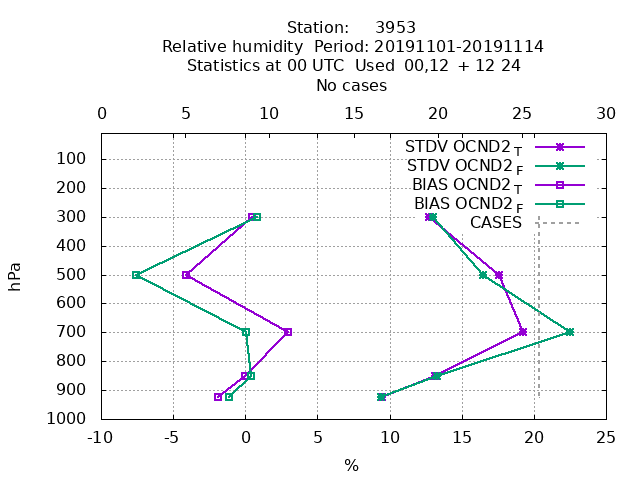 Station: 3953
Relative humidity Period: 20191101-20191114
Statistics at 00 UTC Used 00,12 + 12 24
No cases
0 5 10 15 20 25 30
STDV OCND2 T
STDV OCND2 F
BIAS OCND2 T
BIAS OCND2 F
CASES
100
200
300
400
500
600
700
800
900
1000
hPa
-10 -5 0 5 10 15 20 25
%